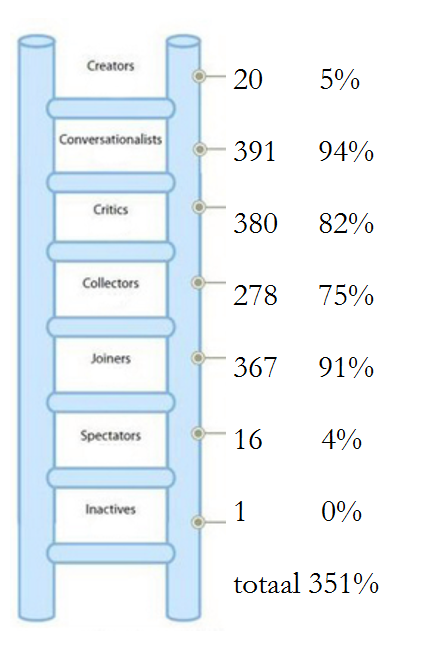 Creators 20 5%
Conversationalists 391 94%
Critics 380 82%
Collectors 278 75%
Joiners 367 91%
Spectators 16 4%
Inactives 1 0%
totaal 351%